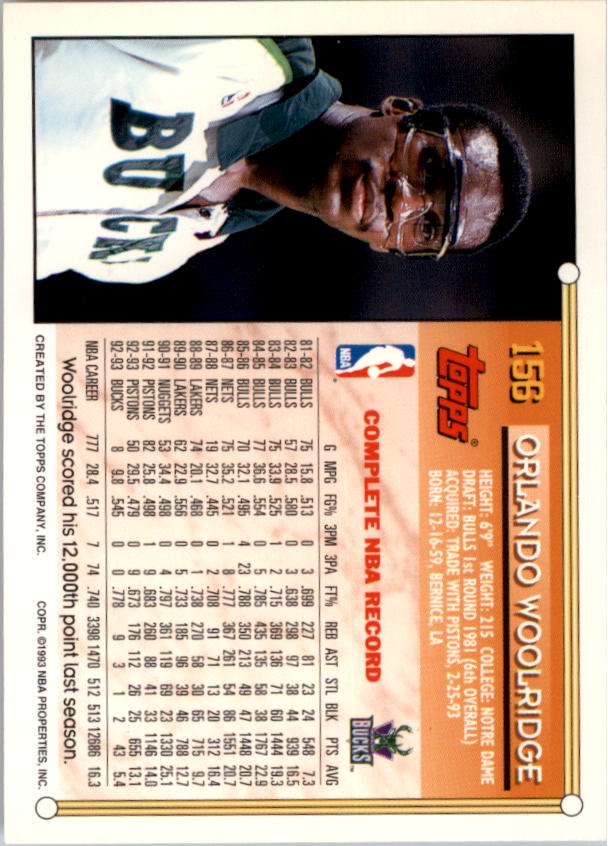 156
ORLANDO WOOLRIDGE
TOPPS®
HEIGHT: 6'9" WEIGHT: 215 COLLEGE: NOTRE DAME
DRAFT: BULLS 1st ROUND 1981 (6th OVERALL)
ACQUIRED: TRADE WITH PISTONS, 2-25-93
BORN: 12-16-59, BERNICE, LA
BUCKS
NBA
COMPLETE NBA RECORD
BUCKS™
G MPG FG% 3PM 3PA FT% REB AST STL BLK PTS AVG
81-82 BULLS 75 15.8 .513 0 3 .699 227 81 23 24 548 7.3
82-83 BULLS 57 28.5 .580 0 3 .638 298 97 38 44 939 16.5
83-84 BULLS 75 33.9 .525 1 2 .715 369 136 71 60 1444 19.3
84-85 BULLS 77 36.6 .554 0 5 .785 435 135 58 38 1767 22.9
85-86 BULLS 70 32.1 .495 4 23 .788 350 213 49 47 1448 20.7
86-87 NETS 75 35.2 .521 1 8 .777 367 261 54 86 1551 20.7
87-88 NETS 19 32.7 .445 0 2 .708 91 71 13 20 312 16.4
88-89 LAKERS 74 20.1 .468 0 1 .738 270 58 30 65 715 9.7
89-90 LAKERS 62 22.9 .556 0 5 .733 185 96 39 46 788 12.7
90-91 NUGGETS 53 34.4 .498 0 4 .797 361 119 69 23 1330 25.1
91-92 PISTONS 82 25.8 .498 1 9 .683 260 88 41 33 1146 14.0
92-93 PISTONS 50 29.5 .479 0 9 .673 176 112 26 25 655 13.1
92-93 BUCKS 8 9.8 .545 0 0 .778 9 3 1 2 43 5.4
NBA CAREER 777 28.4 .517 7 74 .740 3398 1470 512 513 12686 16.3
Woolridge scored his 12,000th point last season.
CREATED BY THE TOPPS COMPANY, INC. COPR. ©1993 NBA PROPERTIES, INC.